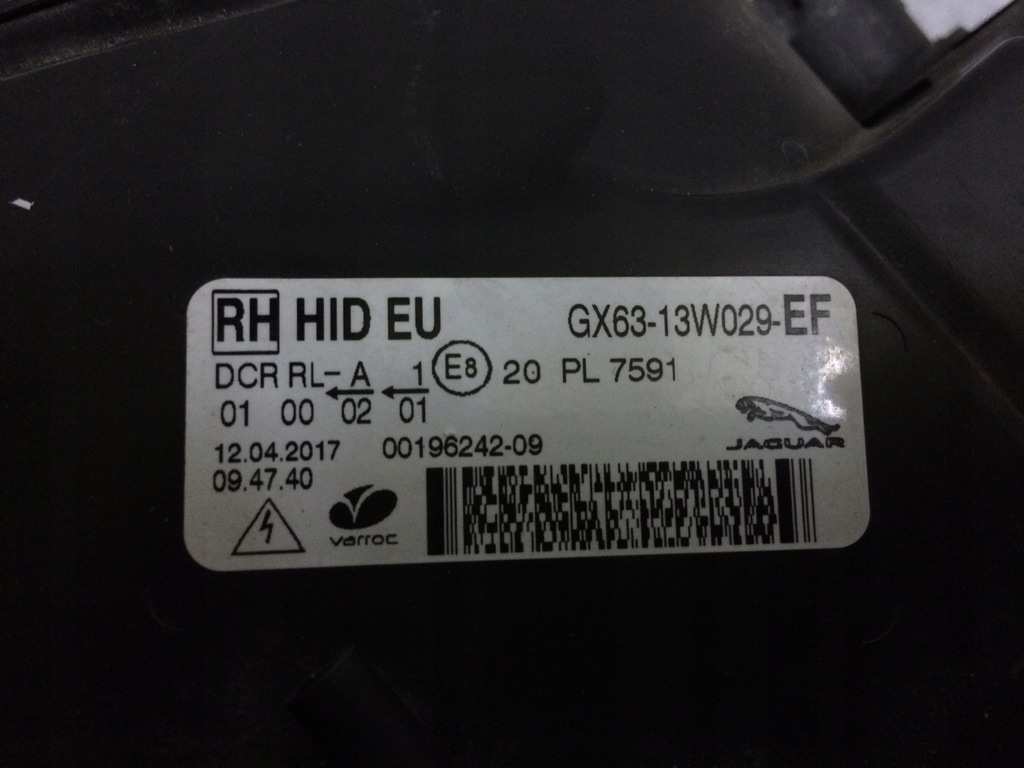 RH HID EU GX63-13W029-EF
DCR RL- A 1 E8 20 PL 7591
01 00 02 01
12.04.2017 00196242-09
JAGUAR
09.47.40
varroc